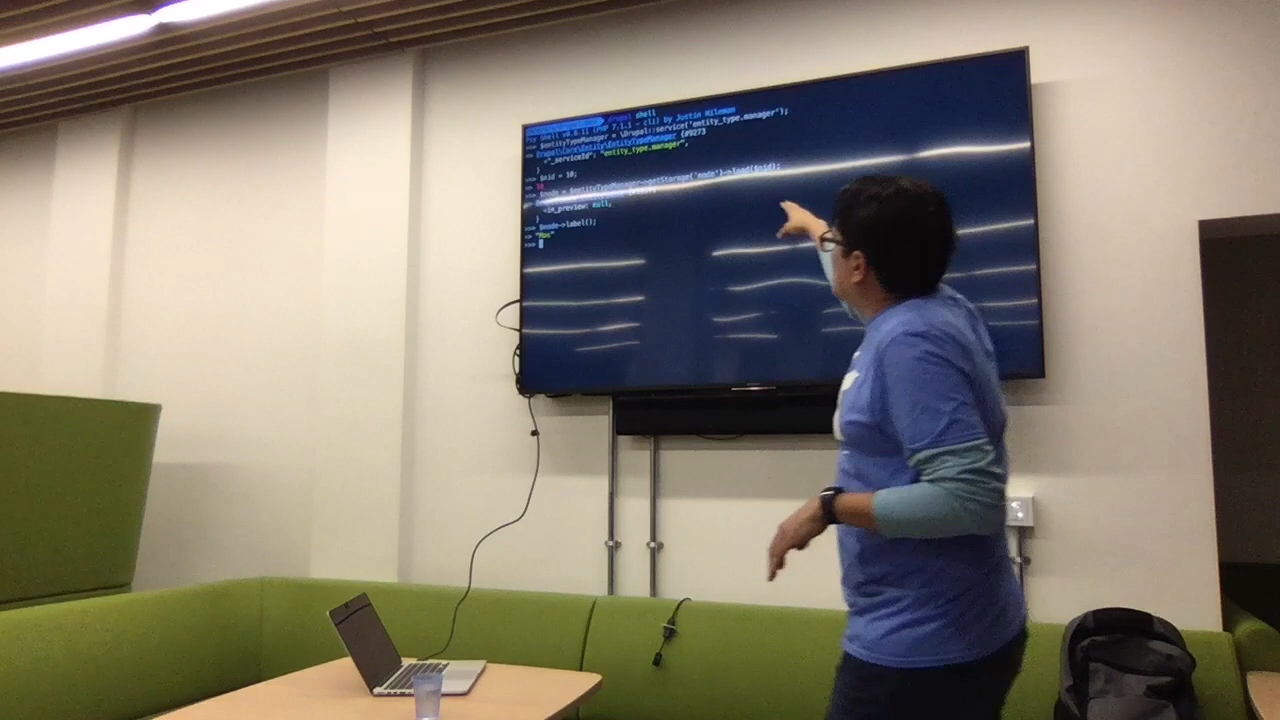 drupal shell
Psy Shell v0.8.11 (PHP 7.1.1 — cli) by Justin Hileman
>>> $entityTypeManager = \Drupal::service('entity_type.manager');
=> Drupal\Core\Entity\EntityTypeManager {#9273
+"_serviceId": "entity_type.manager",
}
>>> $nid = 10;
=> 10
>>> $node = $entityTypeManager->getStorage('node')->load($nid);
+in_preview: null,
}
>>> $node->label();
=>
>>>